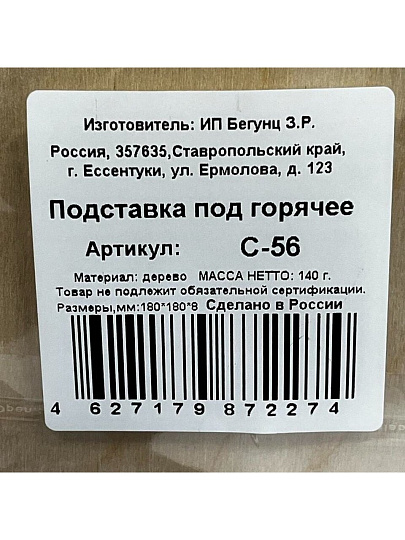 Изготовитель: ИП Бегунц З.Р.
Россия, 357635,Ставропольский край,
г. Ессентуки, ул. Ермолова, д. 123
Подставка под горячее
Артикул: С-56
Материал: дерево МАССА НЕТТО: 140 г.
Товар не подлежит обязательной сертификации.
Размеры,мм:180*180*8 Сделано в России
4 627179 872274